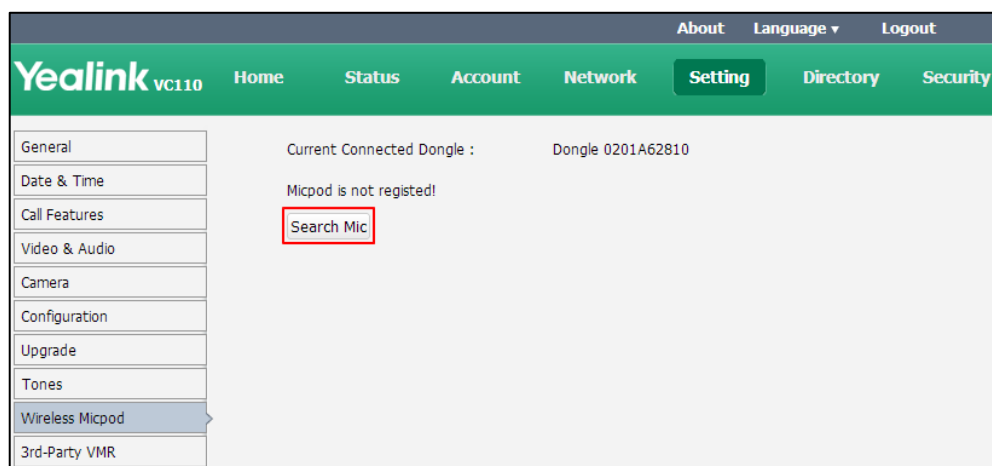 About Language ▾ Logout
Yealink VC110 Home Status Account Network Setting Directory Security
General
Current Connected Dongle : Dongle 0201A62810
Date & Time
Micpod is not registed!
Call Features
Search Mic
Video & Audio
Camera
Configuration
Upgrade
Tones
Wireless Micpod
3rd-Party VMR